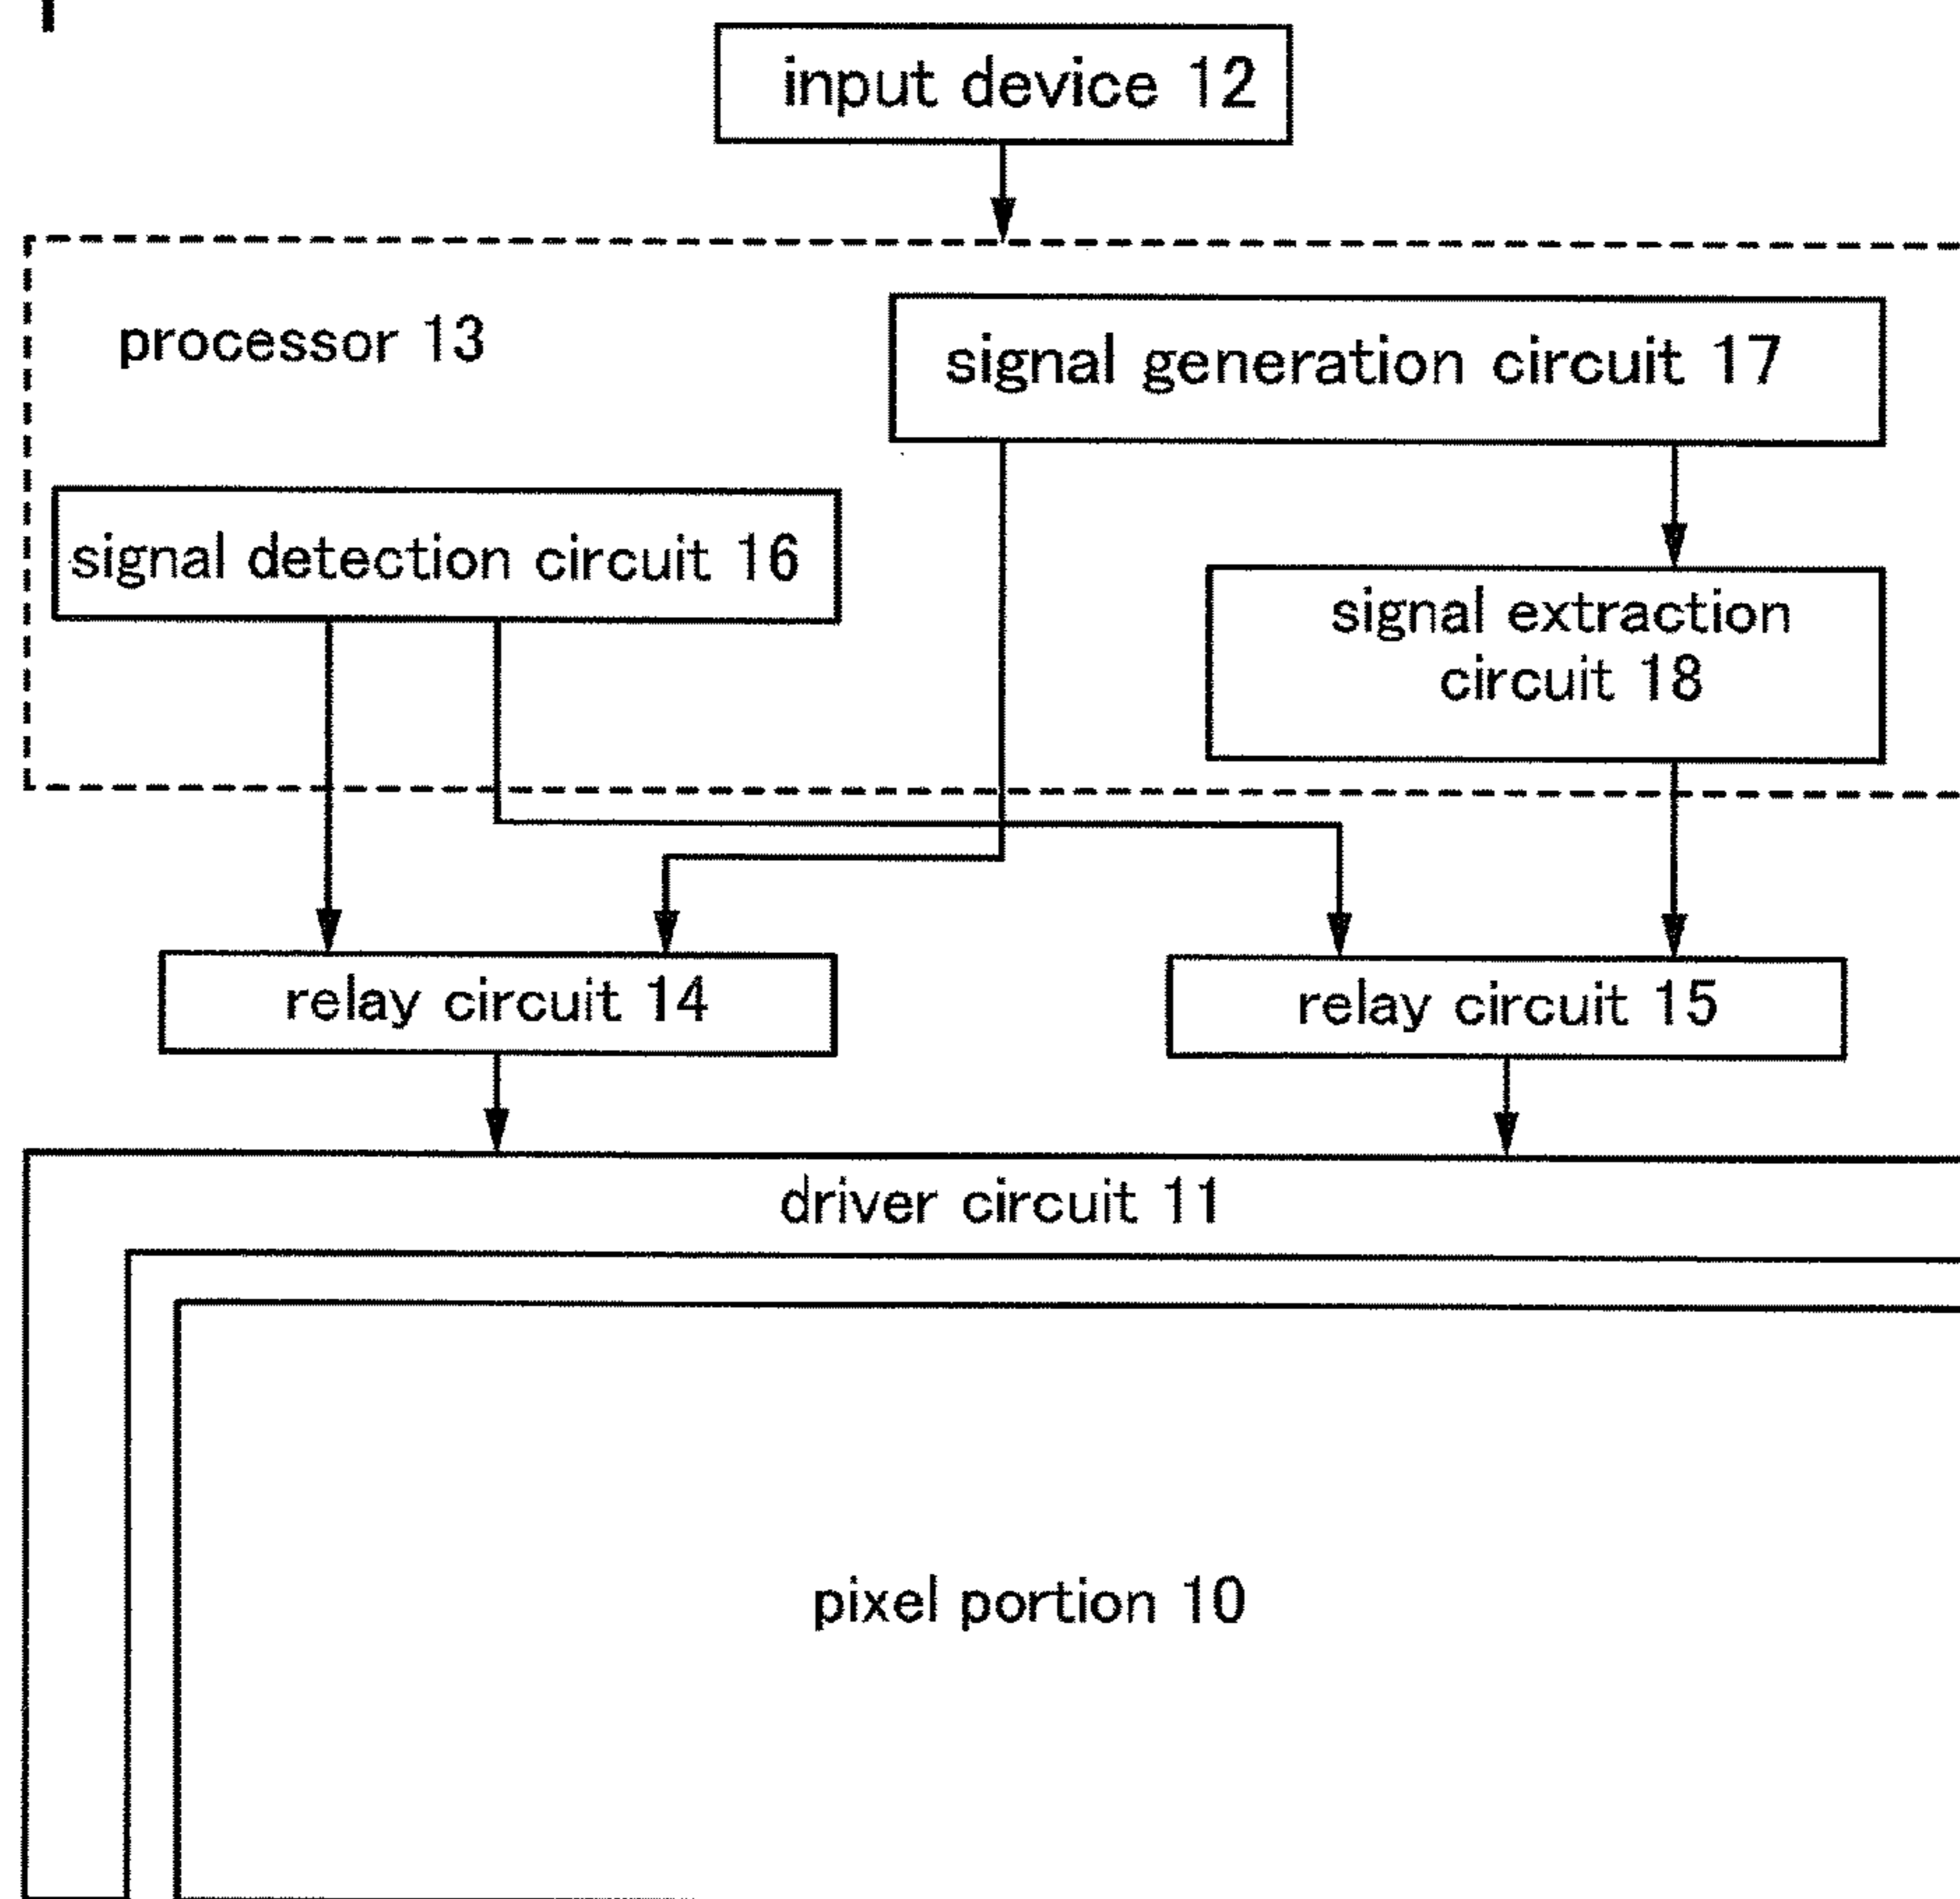 input device 12
processor 13
signal generation circuit 17
signal detection circuit 16
signal extraction
circuit 18
relay circuit 14
relay circuit 15
driver circuit 11
pixel portion 10